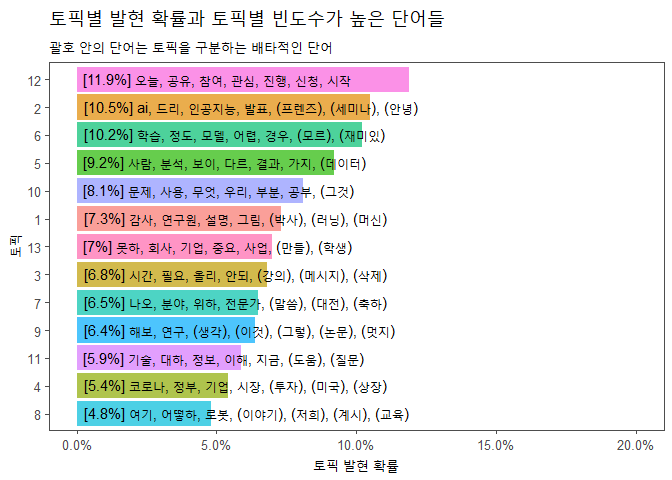 토픽별 발현 확률과 토픽별 빈도수가 높은 단어들
괄호 안의 단어는 토픽을 구분하는 배타적인 단어
12 [11.9%] 오늘, 공유, 참여, 관심, 진행, 신청, 시작
2 [10.5%] ai, 드리, 인공지능, 발표, (프렌즈), (세미나), (안녕)
6 [10.2%] 학습, 정도, 모델, 어렵, 경우, (모르), (재미있)
5 [9.2%] 사람, 분석, 보이, 다르, 결과, 가지, (데이터)
10 [8.1%] 문제, 사용, 무엇, 우리, 부분, 공부, (그것)
1 [7.3%] 감사, 연구원, 설명, 그림, (박사), (러닝), (머신)
13 [7%] 못하, 회사, 기업, 중요, 사업, (만들), (학생)
3 [6.8%] 시간, 필요, 올리, 안되, (강의), (메시지), (삭제)
7 [6.5%] 나오, 분야, 위하, 전문가, (말씀), (대전), (축하)
9 [6.4%] 해보, 연구, (생각), (이것), (그렇), (논문), (멋지)
11 [5.9%] 기술, 대하, 정보, 이해, 지금, (도움), (질문)
4 [5.4%] 코로나, 정부, 기업, 시장, (투자), (미국), (상장)
8 [4.8%] 여기, 어떻하, 로봇, (이야기), (저희), (계시), (교육)
토픽
0.0% 5.0% 10.0% 15.0% 20.0%
토픽 발현 확률